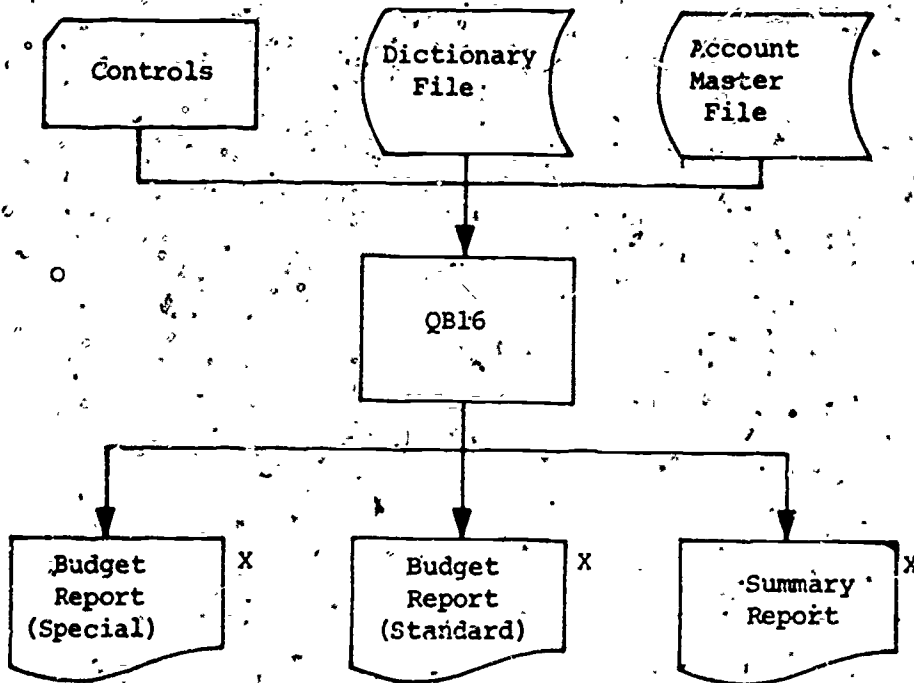 Controls
Dictionary
File
Account
Master
File
QB16
Budget
Report
(Special)
X
Budget
Report
(Standard)
X
Summary
Report
X